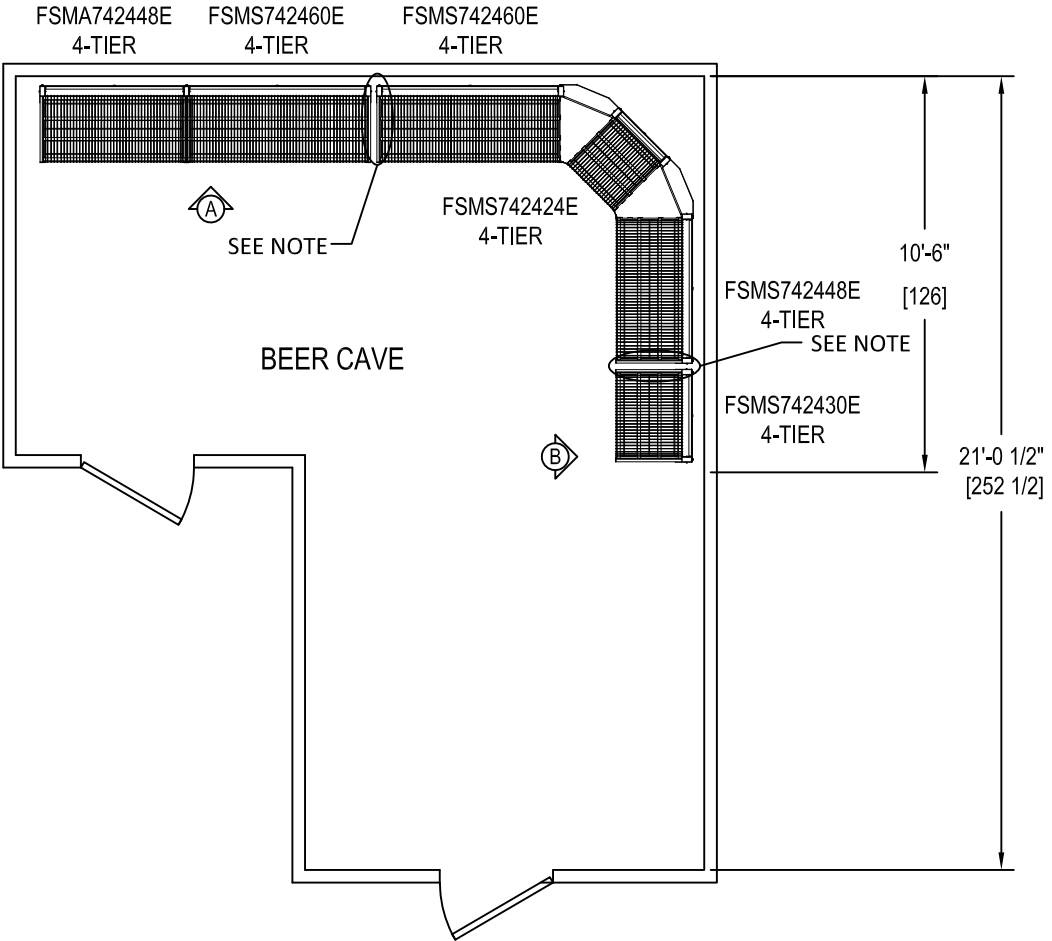 FSMA742448E
4-TIER
FSMS742460E
4-TIER
FSMS742460E
4-TIER
A
SEE NOTE
FSMS742424E
4-TIER
10'-6"
[126]
FSMS742448E
4-TIER
SEE NOTE
BEER CAVE
FSMS742430E
4-TIER
B
21'-0 1/2"
[252 1/2]